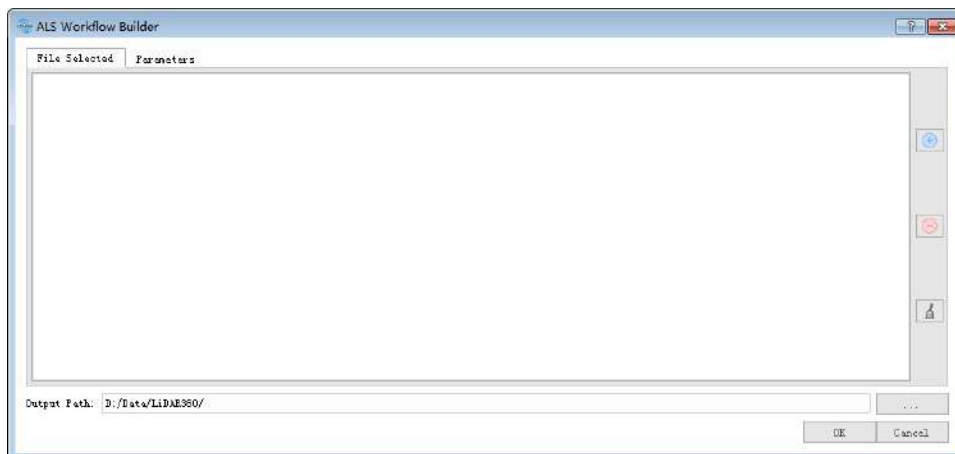 ALS Workflow Builder
File Selected Parameters
Output Path: D:/Data/LiDAR360/
...
OK Cancel